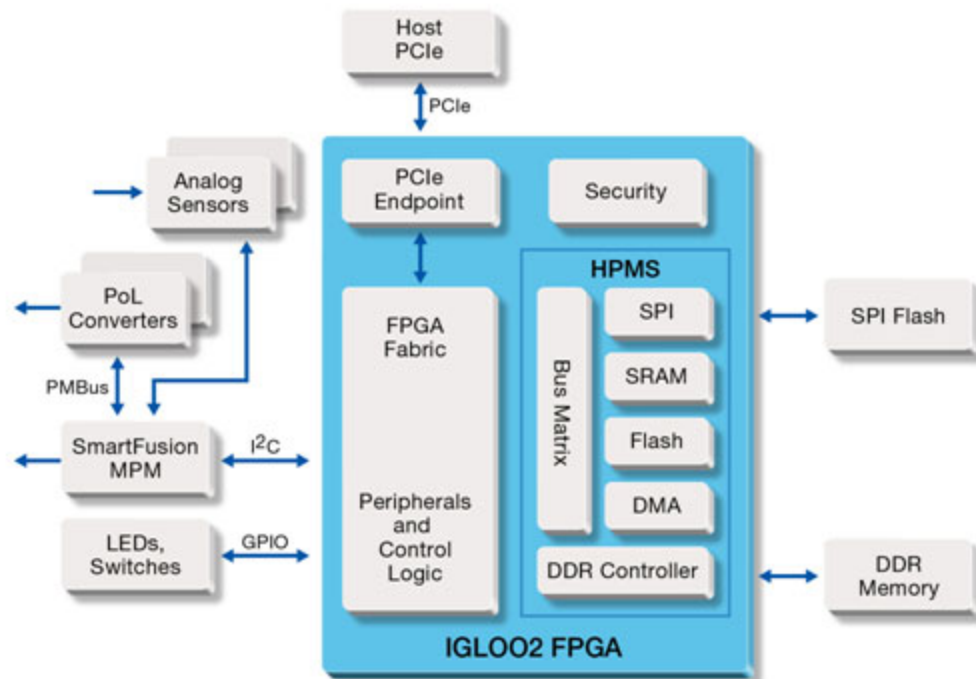 Host
PCIe
PCIe
Analog
Sensors
PCIe
Endpoint
Security
HPMS
PoL
Converters
FPGA
Fabric
Bus Matrix
SPI
SPI Flash
SRAM
PMBus
Flash
SmartFusion
MPM
I²C
Peripherals
and
Control
Logic
DMA
LEDs,
Switches
GPIO
DDR Controller
DDR
Memory
IGLOO2 FPGA